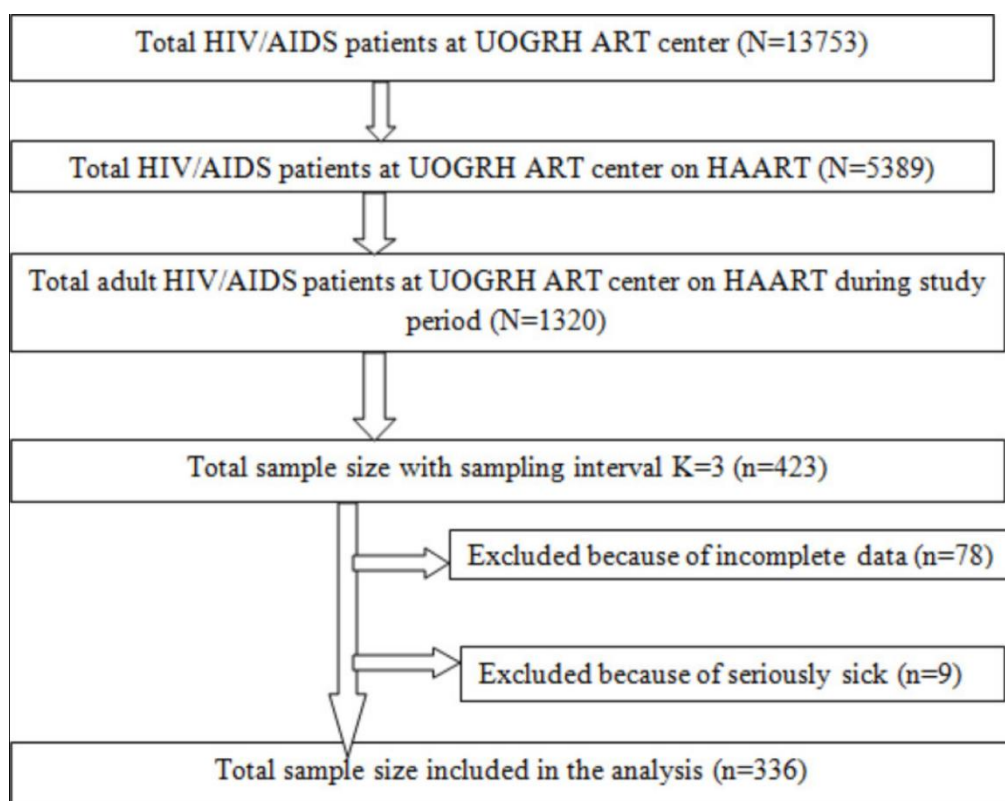 Total HIV/AIDS patients at UOGRH ART center (N=13753)
Total HIV/AIDS patients at UOGRH ART center on HAART (N=5389)
Total adult HIV/AIDS patients at UOGRH ART center on HAART during study
period (N=1320)
Total sample size with sampling interval K=3 (n=423)
Excluded because of incomplete data (n=78)
Excluded because of seriously sick (n=9)
Total sample size included in the analysis (n=336)